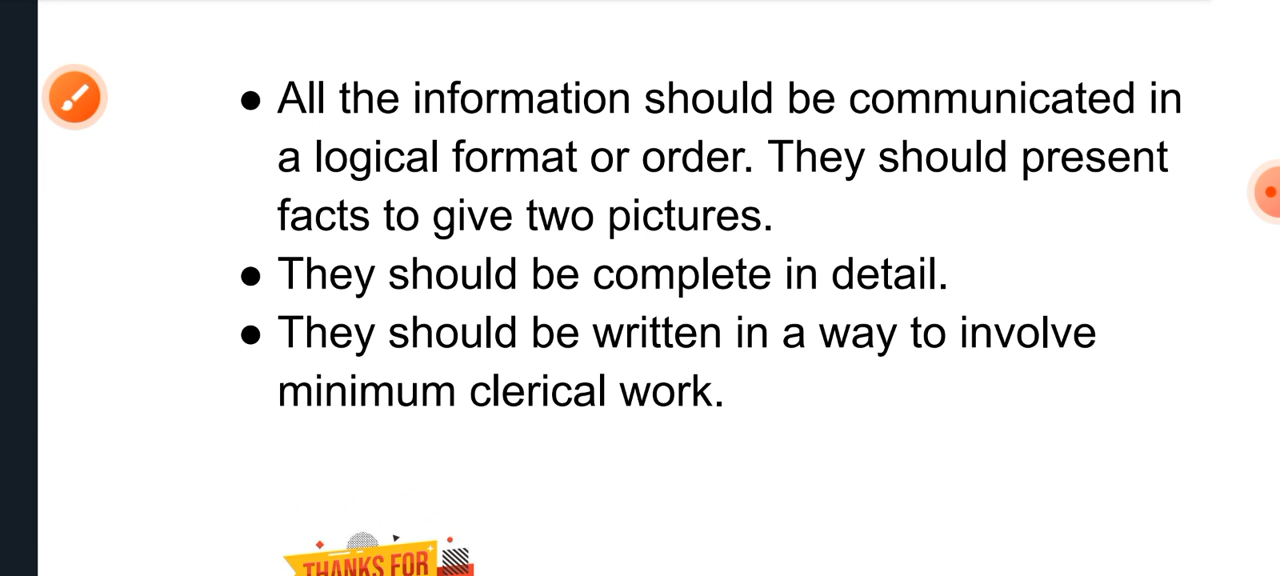 ● All the information should be communicated in
a logical format or order. They should present
facts to give two pictures.
● They should be complete in detail.
● They should be written in a way to involve
minimum clerical work.
THANKS FOR